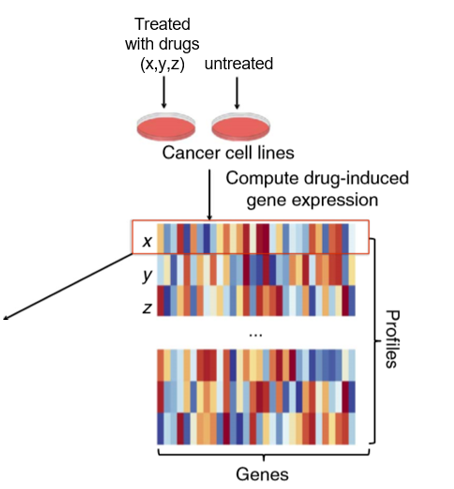 Treated
with drugs
(x,y,z)
untreated
Cancer cell lines
Compute drug-induced
gene expression
x
y
z
...
Profiles
Genes